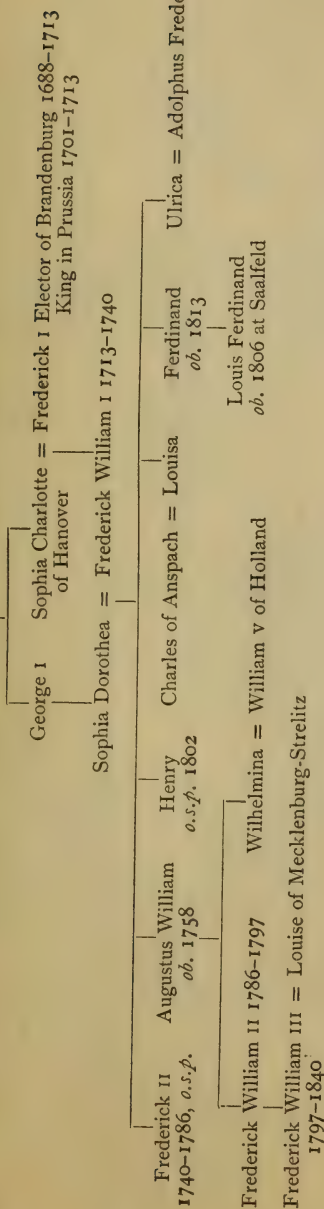 George I
Sophia Charlotte = Frederick I Elector of Brandenburg 1688–1713
of Hanover
King in Prussia 1701–1713
Sophia Dorothea = Frederick William I 1713–1740
Frederick II
1740–1786, o.s.p.
Augustus William
ob. 1758
Henry
o.s.p. 1802
Charles of Anspach = Louisa
Ferdinand
ob. 1813
Ulrica = Adolphus
Louis Ferdinand
ob. 1806 at Saalfeld
Frederick William II 1786–1797
Wilhelmina = William V of Holland
Frederick William III = Louise of Mecklenburg-Strelitz
1797–1840